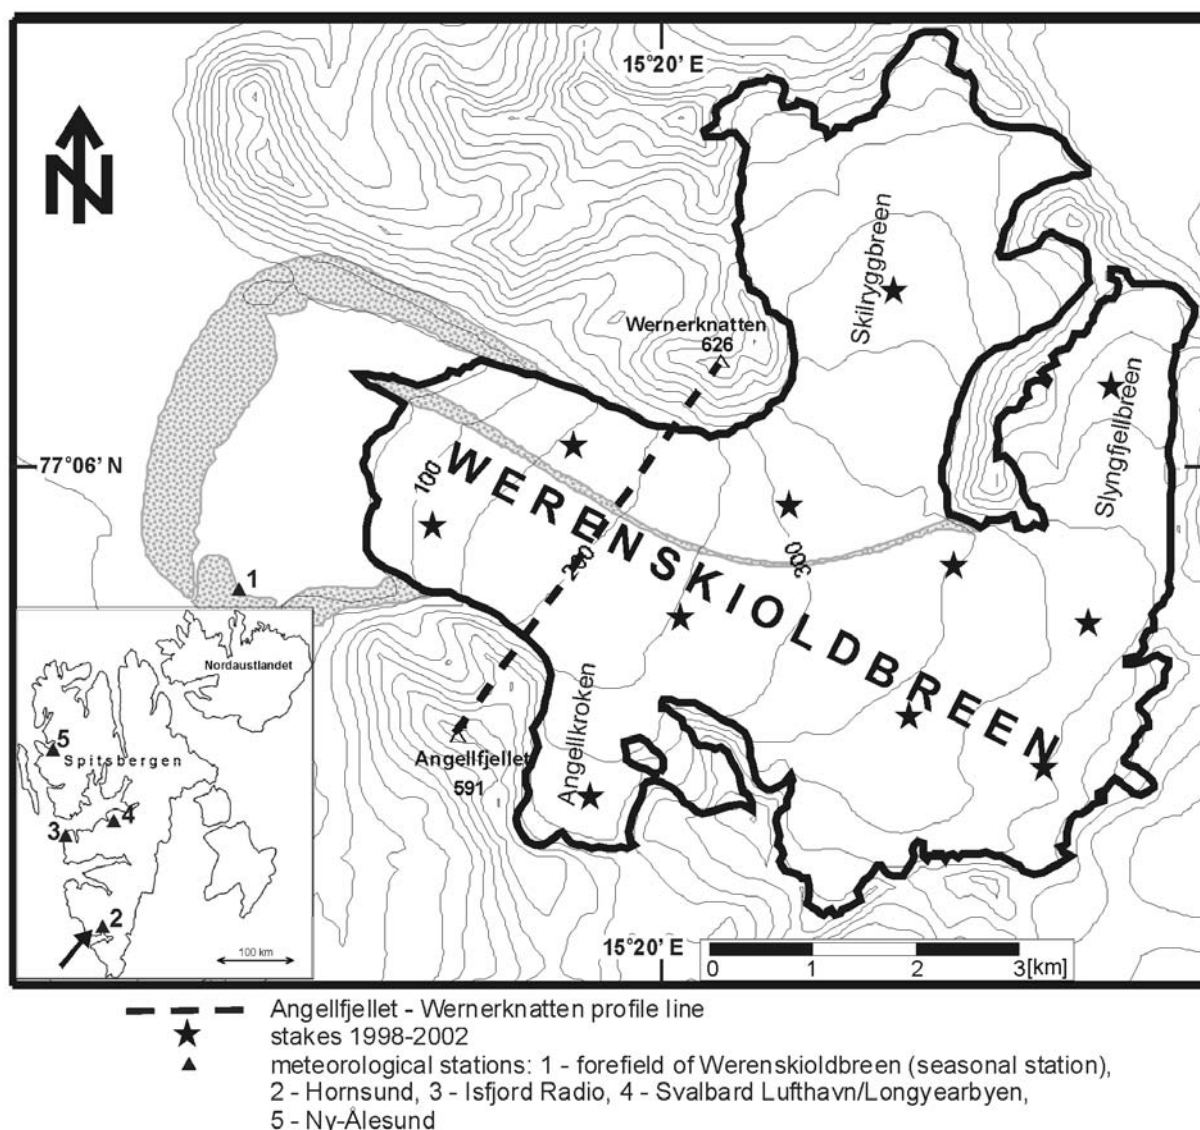 15°20' E
N
Skilryggbreen
Wernerknatten
626
Slyngfjellbreen
77°06' N
100
200
300
WERENSKIOLDBREEN
1
Angellkroken
Angellfjellet
591
Nordaustlandet
5
Spitsbergen
3
4
2
100 km
15°20' E
0 1 2 3[km]
Angellfjellet - Wernerknatten profile line
stakes 1998-2002
meteorological stations: 1 - forefield of Werenskioldbreen (seasonal station),
2 - Hornsund, 3 - Isfjord Radio, 4 - Svalbard Lufthavn/Longyearbyen,
5 - Ny-Ålesund